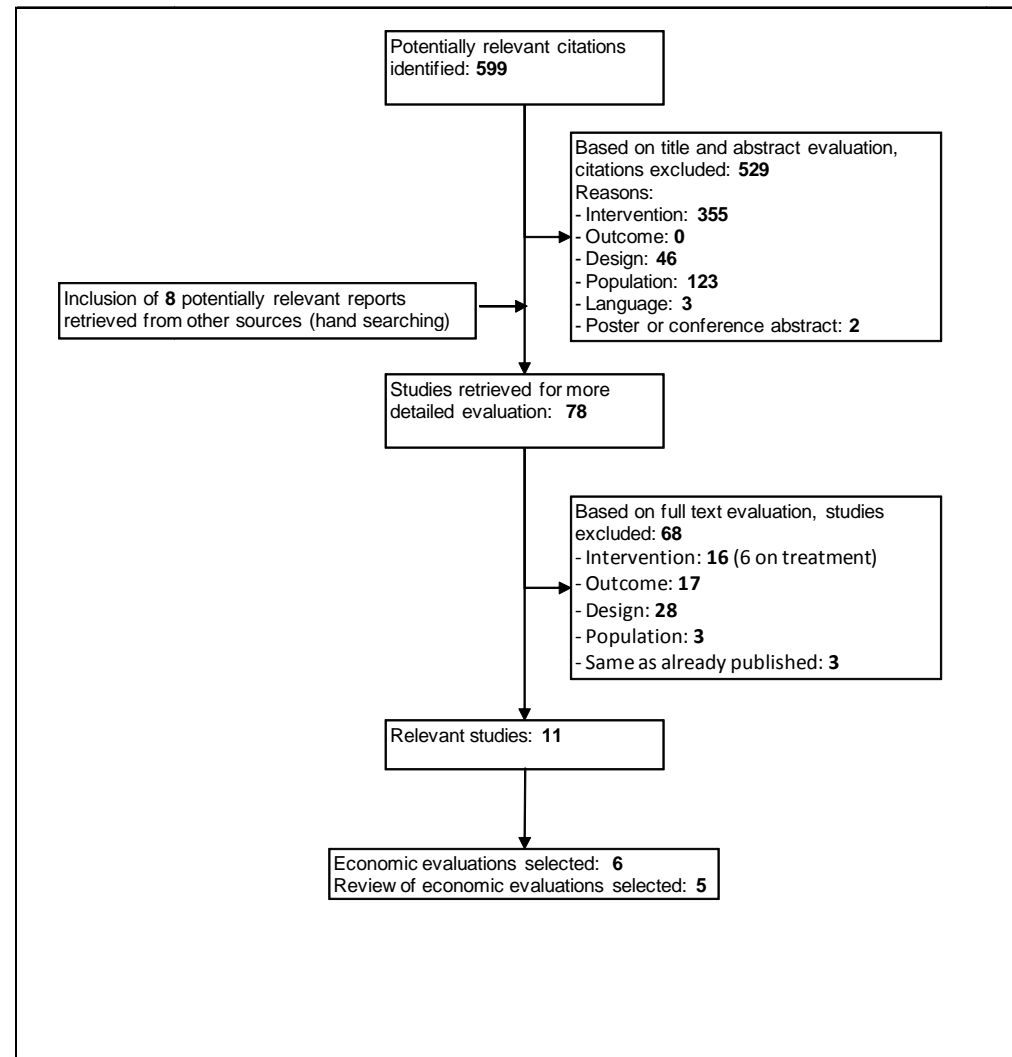 Potentially relevant citations
identified: 599
Based on title and abstract evaluation,
citations excluded: 529
Reasons:
- Intervention: 355
- Outcome: 0
- Design: 46
- Population: 123
- Language: 3
- Poster or conference abstract: 2
Inclusion of 8 potentially relevant reports
retrieved from other sources (hand searching)
Studies retrieved for more
detailed evaluation: 78
Based on full text evaluation, studies
excluded: 68
- Intervention: 16 (6 on treatment)
- Outcome: 17
- Design: 28
- Population: 3
- Same as already published: 3
Relevant studies: 11
Economic evaluations selected: 6
Review of economic evaluations selected: 5